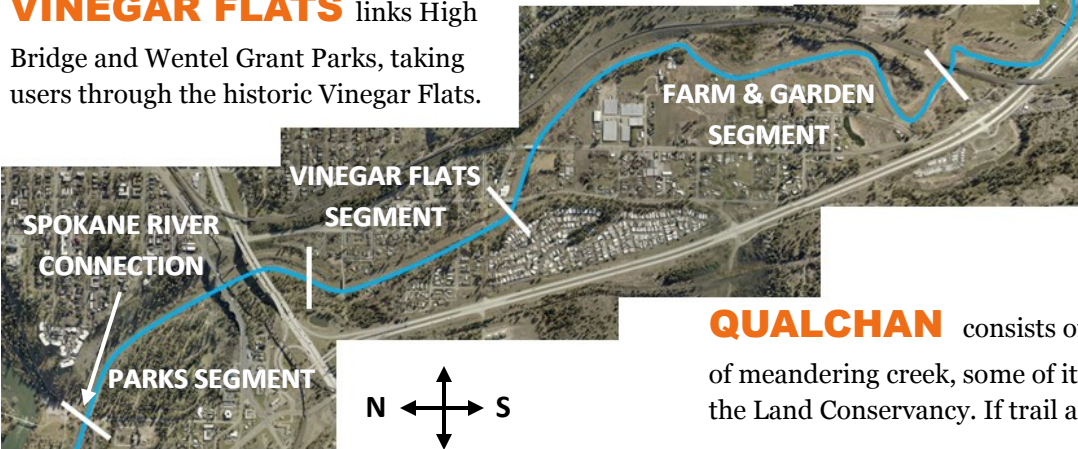 VINEGAR FLATS links High
Bridge and Wentel Grant Parks, taking
users through the historic Vinegar Flats.
FARM & GARDEN
SEGMENT
VINEGAR FLATS
SEGMENT
SPOKANE RIVER
CONNECTION
PARKS SEGMENT
N S
QUALCHAN consists
of meandering creek, some of it
the Land Conservancy. If trail